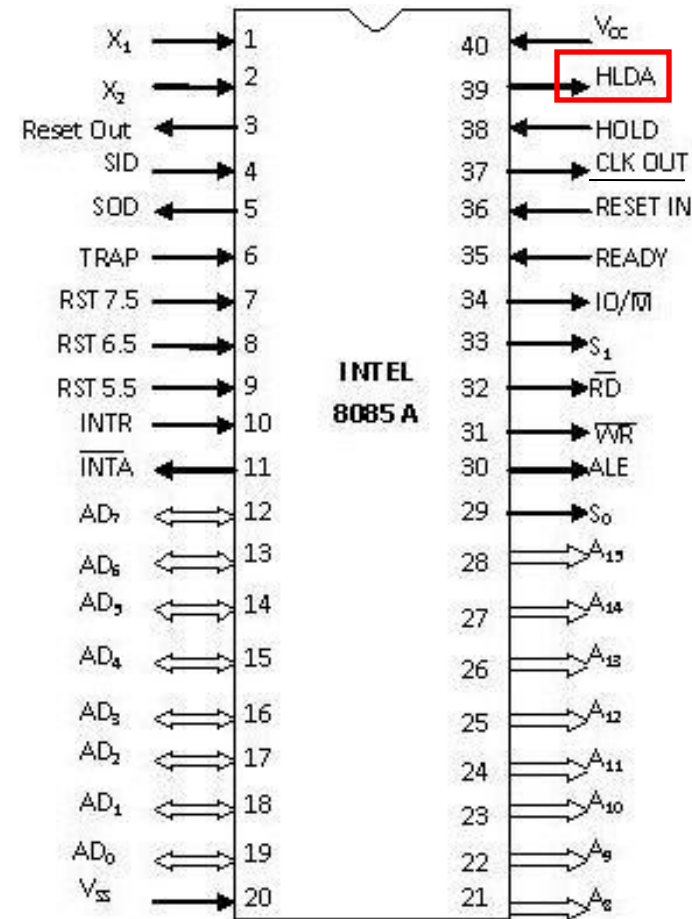 X₁ 1 40 Vcc
X₂ 2 39 HLDA
Reset Out 3 38 HOLD
SID 4 37 CLK OUT
SOD 5 36 RESET IN
TRAP 6 35 READY
RST 7.5 7 34 IO/M̅
RST 6.5 8 33 S₁
RST 5.5 9 32 R̅D̅
INTR 10 31 W̅R̅
I̅N̅T̅A̅ 11 30 ALE
AD₇ 12 29 S₀
AD₆ 13 28 A₁₅
AD₅ 14 27 A₁₄
AD₄ 15 26 A₁₃
AD₃ 16 25 A₁₂
AD₂ 17 24 A₁₁
AD₁ 18 23 A₁₀
AD₀ 19 22 A₉
Vss 20 21 A₈
INTEL
8085 A